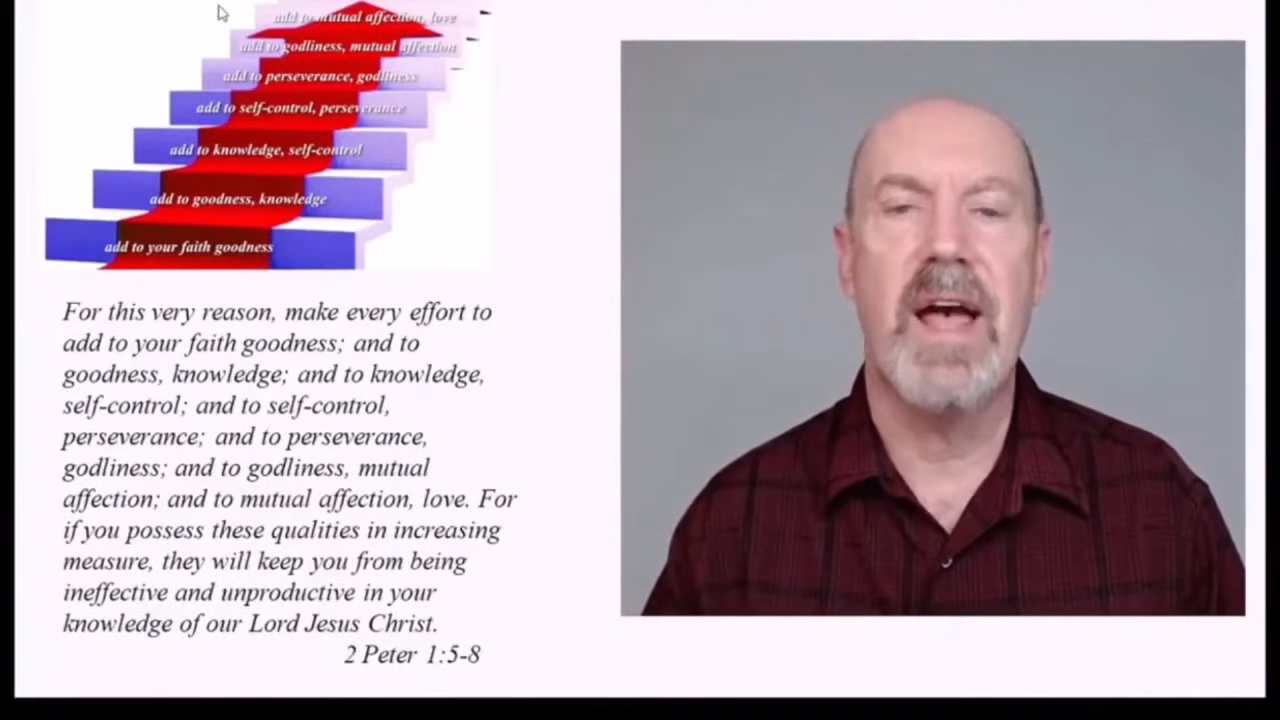 add to mutual affection, love
add to godliness, mutual affection
add to perseverance, godliness
add to self-control, perseverance
add to knowledge, self-control
add to goodness, knowledge
add to your faith goodness
For this very reason, make every effort to
add to your faith goodness; and to
goodness, knowledge; and to knowledge,
self-control; and to self-control,
perseverance; and to perseverance,
godliness; and to godliness, mutual
affection; and to mutual affection, love. For
if you possess these qualities in increasing
measure, they will keep you from being
ineffective and unproductive in your
knowledge of our Lord Jesus Christ.
2 Peter 1:5-8